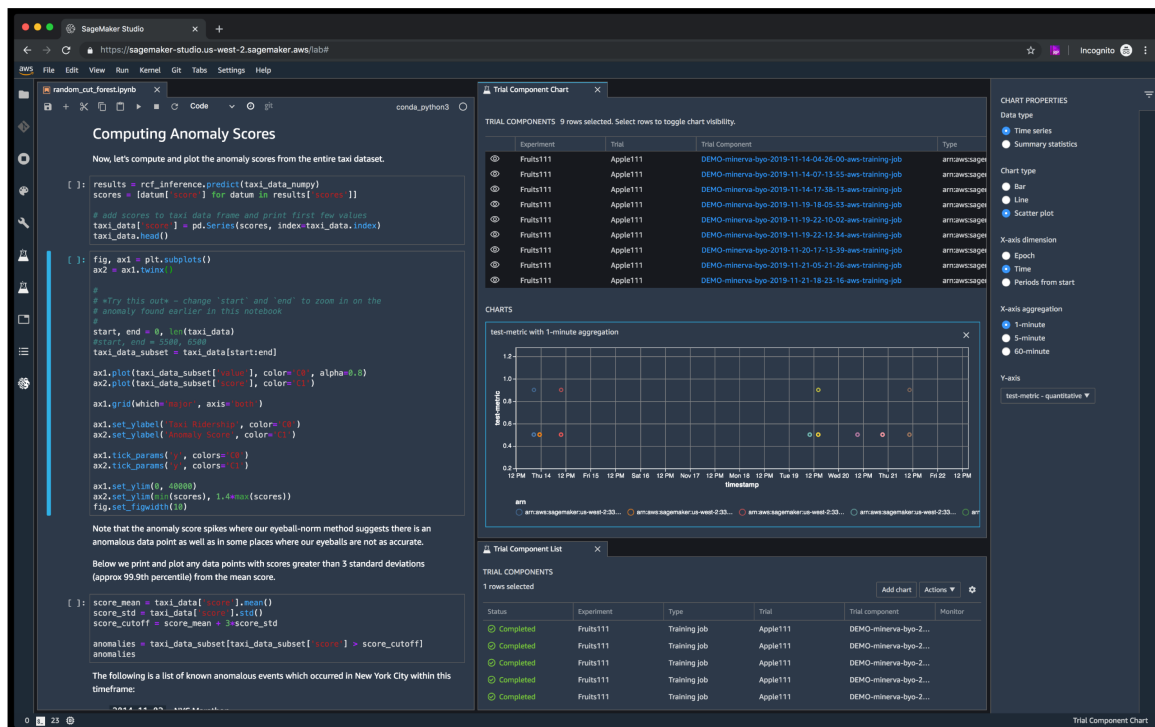 SageMaker Studio
https://sagemaker-studio.us-west-2.sagemaker.aws/lab#
Incognito
aws File Edit View Run Kernel Git Tabs Settings Help
random_cut_forest.ipynb
Code git conda_python3
Computing Anomaly Scores
Now, let's compute and plot the anomaly scores from the entire taxi dataset.
[ ]: results = rcf_inference.predict(taxi_data_numpy)
scores = [datum['score'] for datum in results['scores']]
# add scores to taxi data frame and print first few values
taxi_data['score'] = pd.Series(scores, index=taxi_data.index)
taxi_data.head()
[ ]: fig, ax1 = plt.subplots()
ax2 = ax1.twinx()
#
# *Try this out* - change `start` and `end` to zoom in on the
# anomaly found earlier in this notebook
#
start, end = 0, len(taxi_data)
#start, end = 5500, 6500
taxi_data_subset = taxi_data[start:end]
ax1.plot(taxi_data_subset['value'], color='C0', alpha=0.8)
ax2.plot(taxi_data_subset['score'], color='C1')
ax1.grid(which='major', axis='both')
ax1.set_ylabel('Taxi Ridership', color='C0')
ax2.set_ylabel('Anomaly Score', color='C1')
ax1.tick_params('y', colors='C0')
ax2.tick_params('y', colors='C1')
ax1.set_ylim(0, 40000)
ax2.set_ylim(min(scores), 1.4*max(scores))
fig.set_figwidth(10)
Note that the anomaly score spikes where our eyeball-norm method suggests there is an
anomalous data point as well as in some places where our eyeballs are not as accurate.
Below we print and plot any data points with scores greater than 3 standard deviations
(approx 99.9th percentile) from the mean score.
[ ]: score_mean = taxi_data['score'].mean()
score_std = taxi_data['score'].std()
score_cutoff = score_mean + 3*score_std
anomalies = taxi_data_subset[taxi_data_subset['score'] > score_cutoff]
anomalies
The following is a list of known anomalous events which occurred in New York City within this
timeframe:
Trial Component Chart
TRIAL COMPONENTS 9 rows selected. Select rows to toggle chart visibility.
Experiment Trial Trial Component Type
Fruits111 Apple111 DEMO-minerva-byo-2019-11-14-04-26-00-aws-training-job arn:aws:sager
Fruits111 Apple111 DEMO-minerva-byo-2019-11-14-07-13-55-aws-training-job arn:aws:sager
Fruits111 Apple111 DEMO-minerva-byo-2019-11-14-17-38-13-aws-training-job arn:aws:sager
Fruits111 Apple111 DEMO-minerva-byo-2019-11-19-18-05-53-aws-training-job arn:aws:sager
Fruits111 Apple111 DEMO-minerva-byo-2019-11-19-22-10-02-aws-training-job arn:aws:sager
Fruits111 Apple111 DEMO-minerva-byo-2019-11-19-22-12-34-aws-training-job arn:aws:sager
Fruits111 Apple111 DEMO-minerva-byo-2019-11-20-17-13-39-aws-training-job arn:aws:sager
Fruits111 Apple111 DEMO-minerva-byo-2019-11-21-05-21-26-aws-training-job arn:aws:sager
Fruits111 Apple111 DEMO-minerva-byo-2019-11-21-18-23-16-aws-training-job arn:aws:sager
CHARTS
test-metric with 1-minute aggregation
test-metric
1.2
1.0
0.8
0.6
0.4
0.2
12 PM Thu 14 12 PM Fri 15 12 PM Sat 16 12 PM Nov 17 12 PM Mon 18 12 PM Tue 19 12 PM Wed 20 12 PM Thu 21 12 PM Fri 22 12 PM
timestamp
arn
arn:aws:sagemaker:us-west-2:33... arn:aws:sagemaker:us-west-2:33... arn:aws:sagemaker:us-west-2:33... arn:aws:sagemaker:us-west-2:33...
Trial Component List
TRIAL COMPONENTS
1 rows selected
Add chart Actions
Status Experiment Type Trial Trial component Monitor
Completed Fruits111 Training job Apple111 DEMO-minerva-byo-2...
Completed Fruits111 Training job Apple111 DEMO-minerva-byo-2...
Completed Fruits111 Training job Apple111 DEMO-minerva-byo-2...
Completed Fruits111 Training job Apple111 DEMO-minerva-byo-2...
Completed Fruits111 Training job Apple111 DEMO-minerva-byo-2...
CHART PROPERTIES
Data type
Time series
Summary statistics
Chart type
Bar
Line
Scatter plot
X-axis dimension
Epoch
Time
Periods from start
X-axis aggregation
1-minute
5-minute
60-minute
Y-axis
test-metric - quantitative
0 23
Trial Component Chart